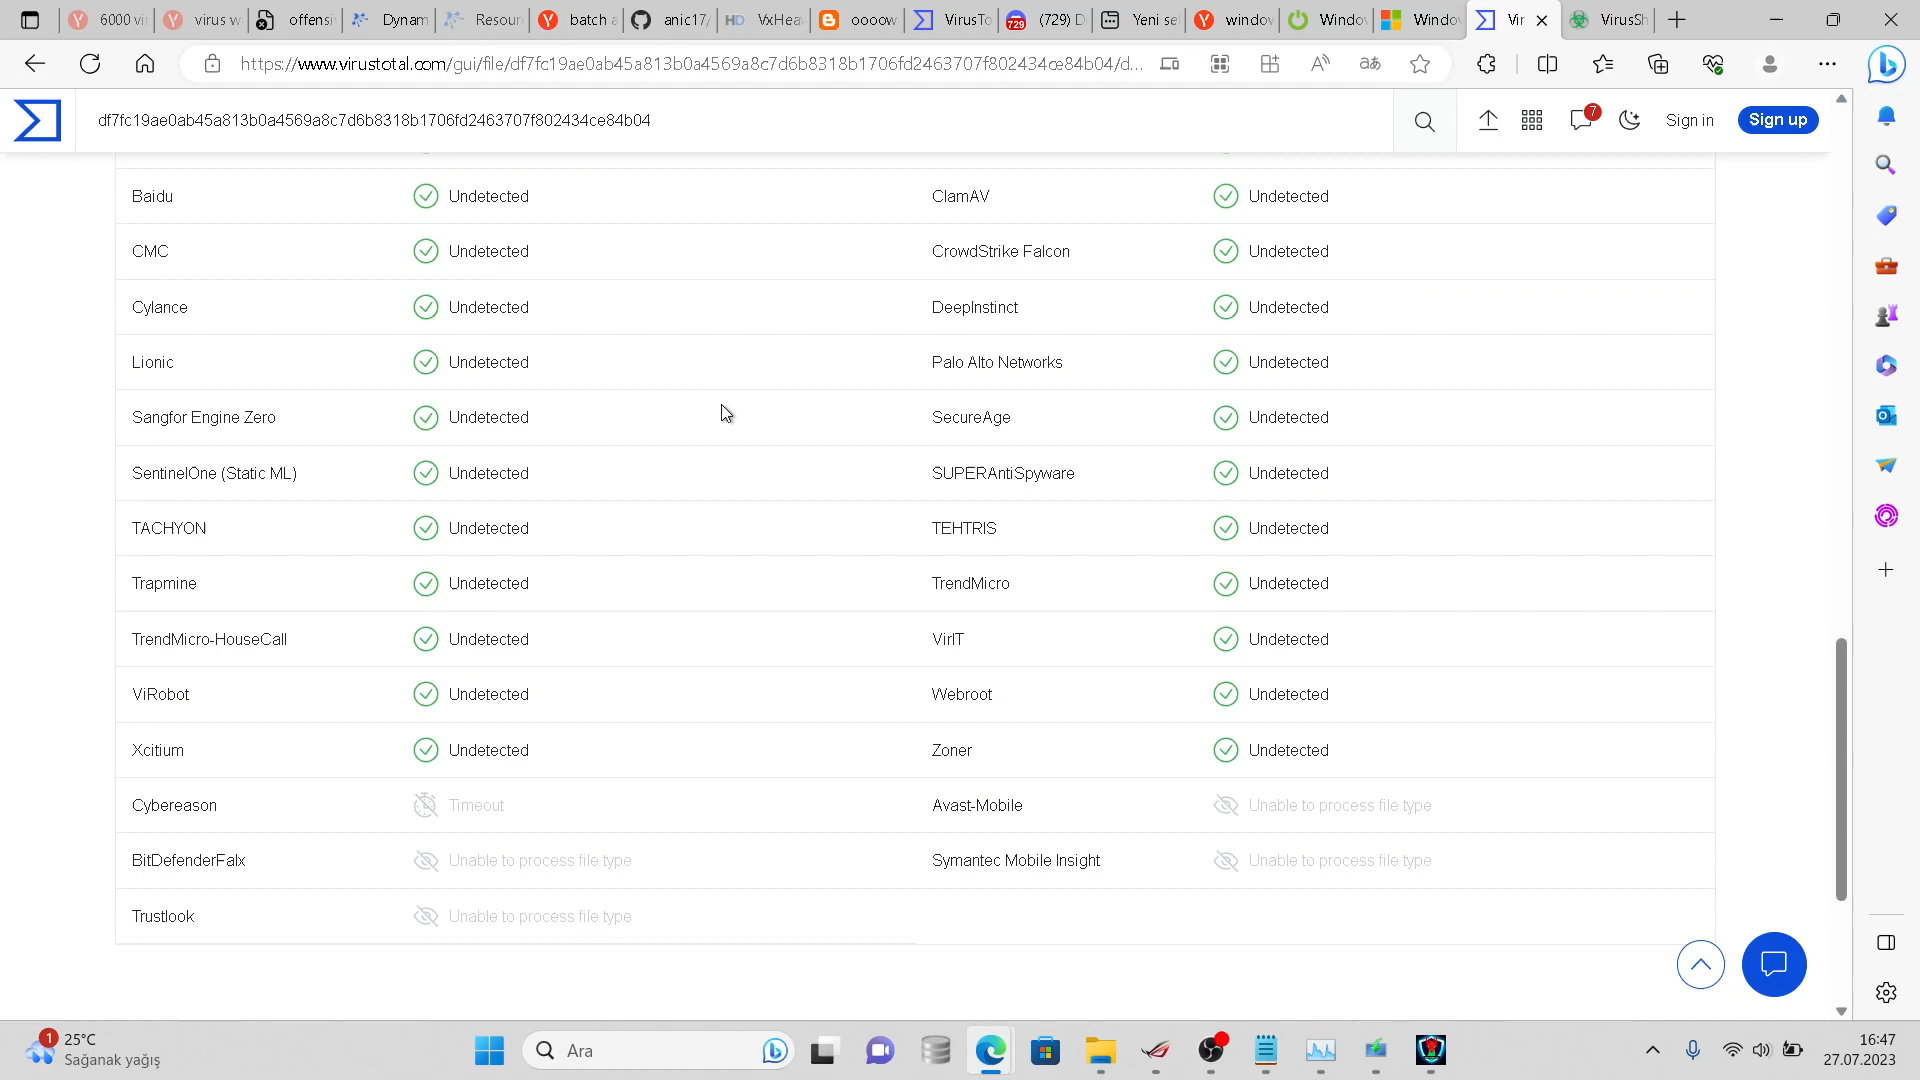 6000 vi
virus w
offensi
Dynam
Resour
batch a
anic17/
VxHeav
oooow
VirusTo
(729) D
Yeni se
windov
Windov
Windo
Vir
VirusSh
https://www.virustotal.com/gui/file/df7fc19ae0ab45a813b0a4569a8c7d6b8318b1706fd2463707f802434ce84b04/d...
df7fc19ae0ab45a813b0a4569a8c7d6b8318b1706fd2463707f802434ce84b04
7
Sign in
Sign up
Baidu Undetected ClamAV Undetected
CMC Undetected CrowdStrike Falcon Undetected
Cylance Undetected DeepInstinct Undetected
Lionic Undetected Palo Alto Networks Undetected
Sangfor Engine Zero Undetected SecureAge Undetected
SentinelOne (Static ML) Undetected SUPERAntiSpyware Undetected
TACHYON Undetected TEHTRIS Undetected
Trapmine Undetected TrendMicro Undetected
TrendMicro-HouseCall Undetected VirIT Undetected
ViRobot Undetected Webroot Undetected
Xcitium Undetected Zoner Undetected
Cybereason Timeout Avast-Mobile Unable to process file type
BitDefenderFalx Unable to process file type Symantec Mobile Insight Unable to process file type
Trustlook Unable to process file type
1
25°C
Sağanak yağış
Ara
16:47
27.07.2023